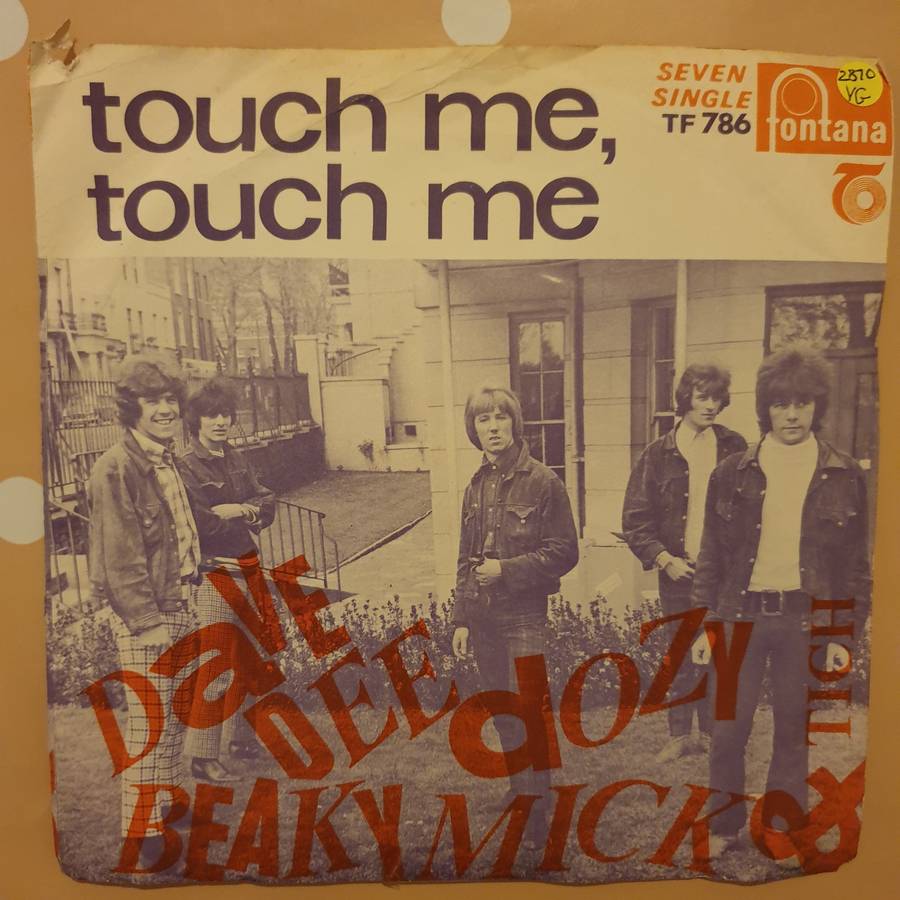 touch me,
touch me
SEVEN
SINGLE
TF 786
fontana
2870
VG
DaVE
DEE dOZY
BEAKY MICK & TICH